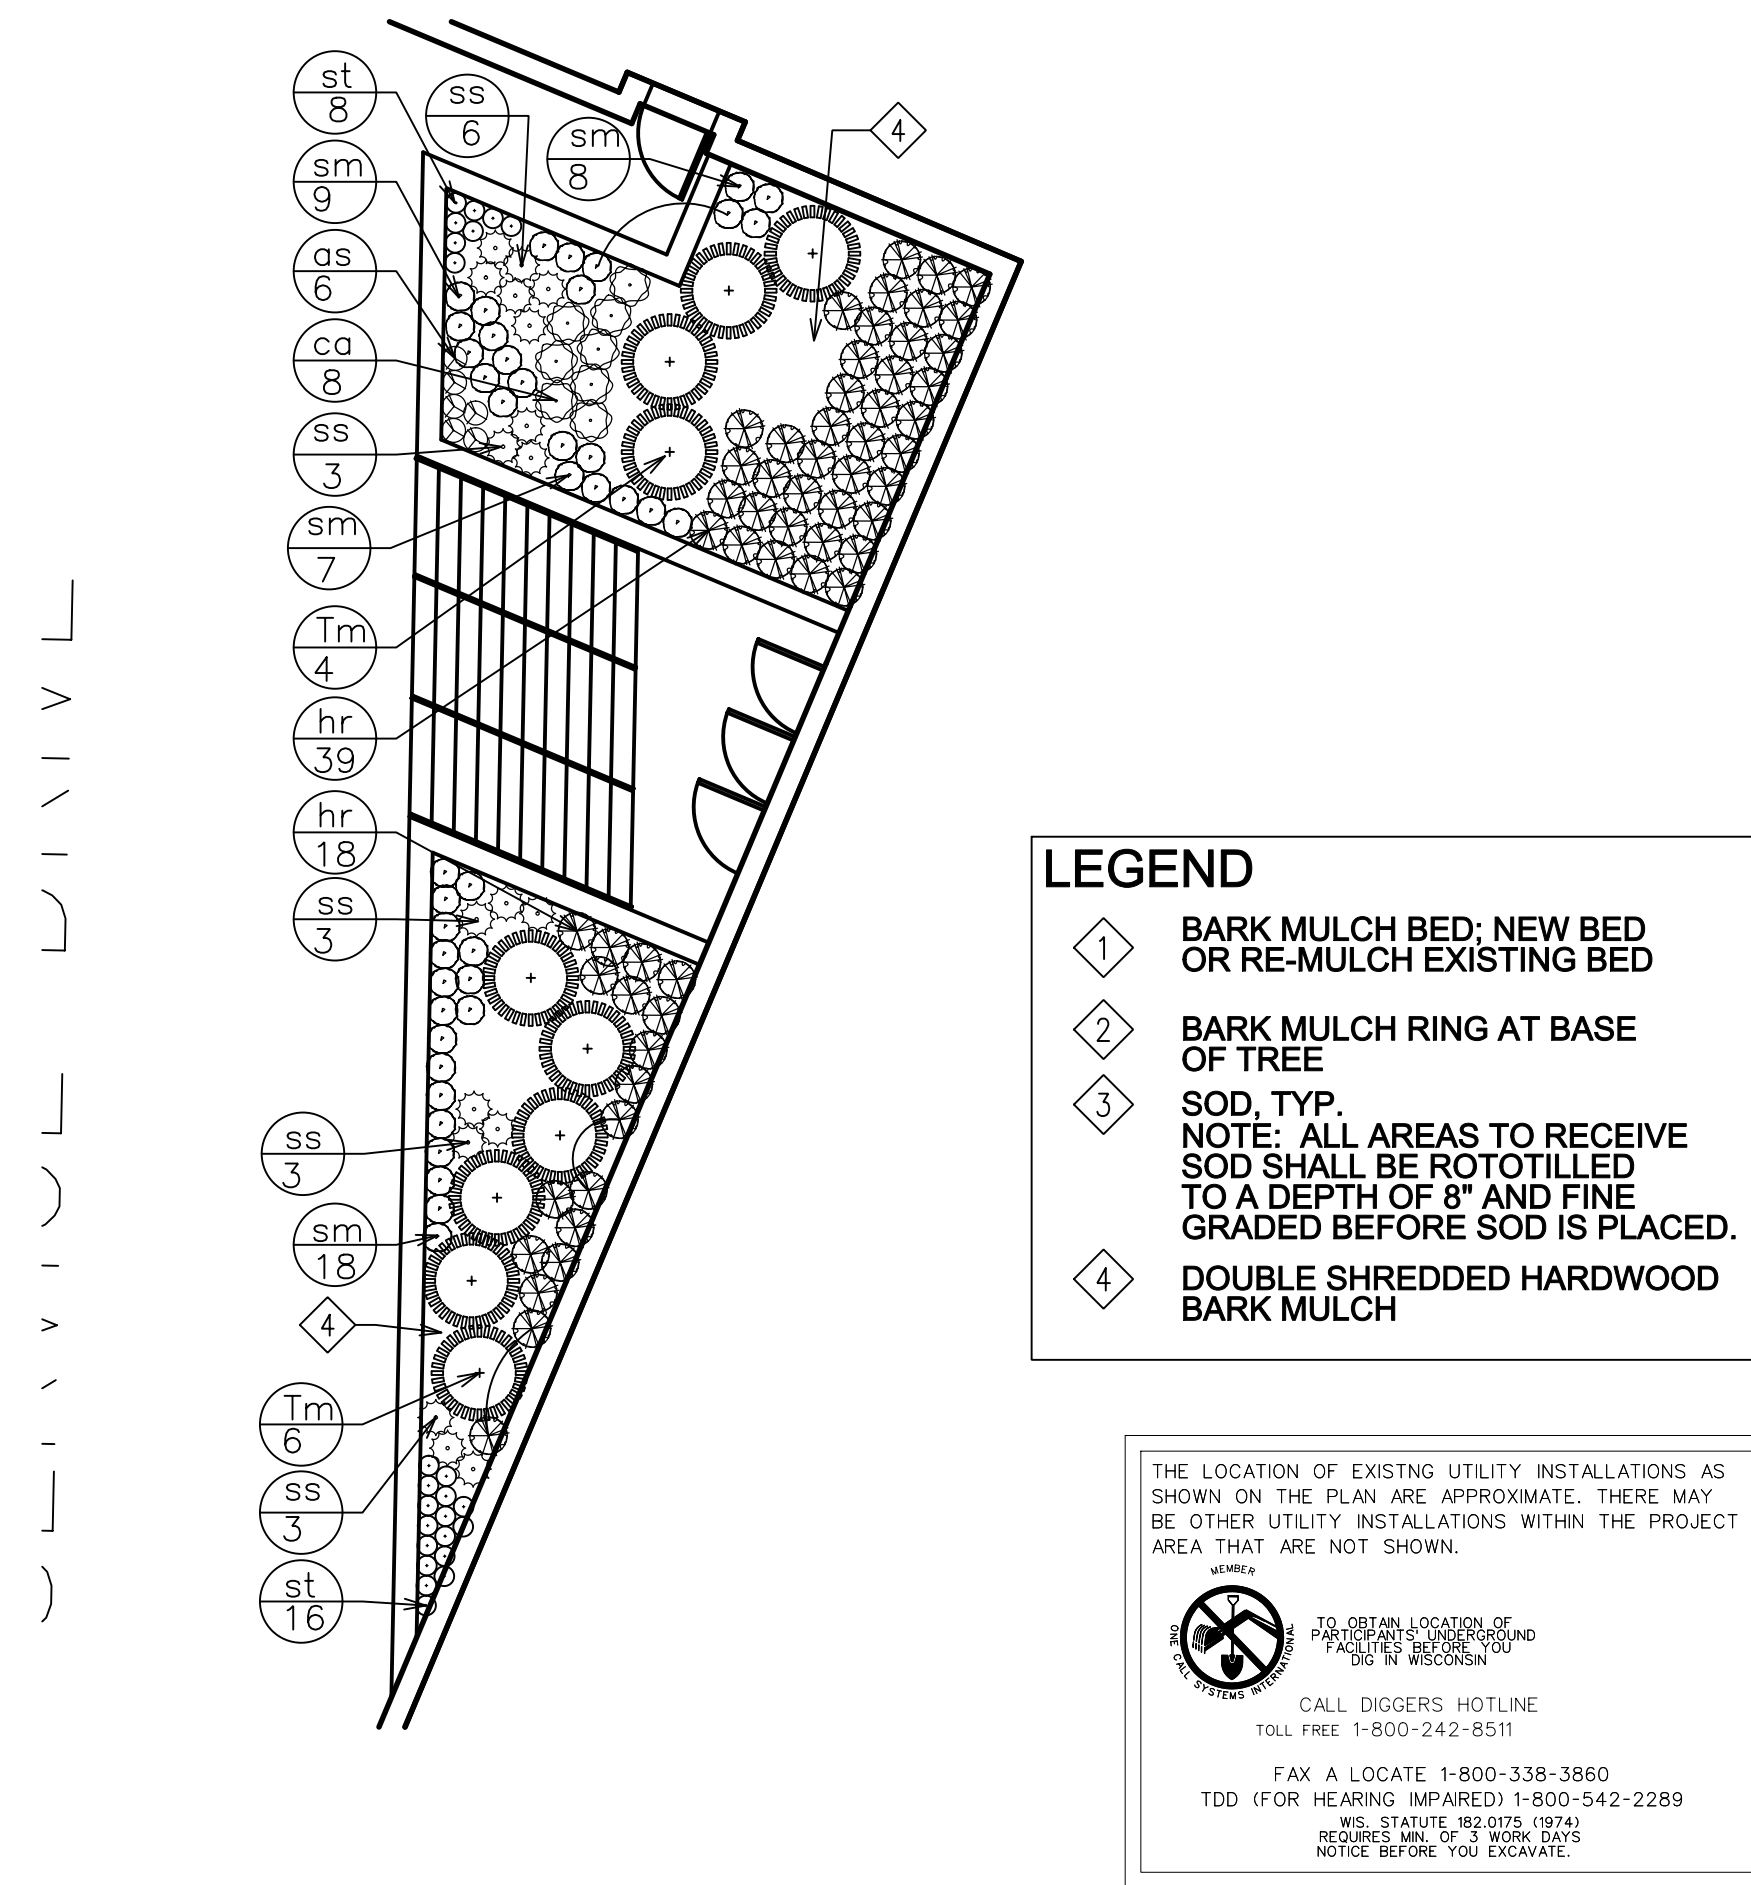 st
8
ss
6
sm
8
4
sm
9
as
6
ca
8
ss
3
sm
7
Tm
4
hr
39
hr
18
ss
3
ss
3
sm
18
4
Tm
6
ss
3
st
16
LEGEND
1
BARK MULCH BED; NEW BED
OR RE-MULCH EXISTING BED
2
BARK MULCH RING AT BASE
OF TREE
3
SOD, TYP.
NOTE: ALL AREAS TO RECEIVE
SOD SHALL BE ROTOTILLED
TO A DEPTH OF 8" AND FINE
GRADED BEFORE SOD IS PLACED.
4
DOUBLE SHREDDED HARDWOOD
BARK MULCH
THE LOCATION OF EXISTNG UTILITY INSTALLATIONS AS
SHOWN ON THE PLAN ARE APPROXIMATE. THERE MAY
BE OTHER UTILITY INSTALLATIONS WITHIN THE PROJECT
AREA THAT ARE NOT SHOWN.
MEMBER
ONE CALL SYSTEMS INTERNATIONAL
TO OBTAIN LOCATION OF
PARTICIPANTS' UNDERGROUND
FACILITIES BEFORE YOU
DIG IN WISCONSIN
CALL DIGGERS HOTLINE
TOLL FREE 1-800-242-8511
FAX A LOCATE 1-800-338-3860
TDD (FOR HEARING IMPAIRED) 1-800-542-2289
WIS. STATUTE 182.0175 (1974)
REQUIRES MIN. OF 3 WORK DAYS
NOTICE BEFORE YOU EXCAVATE.